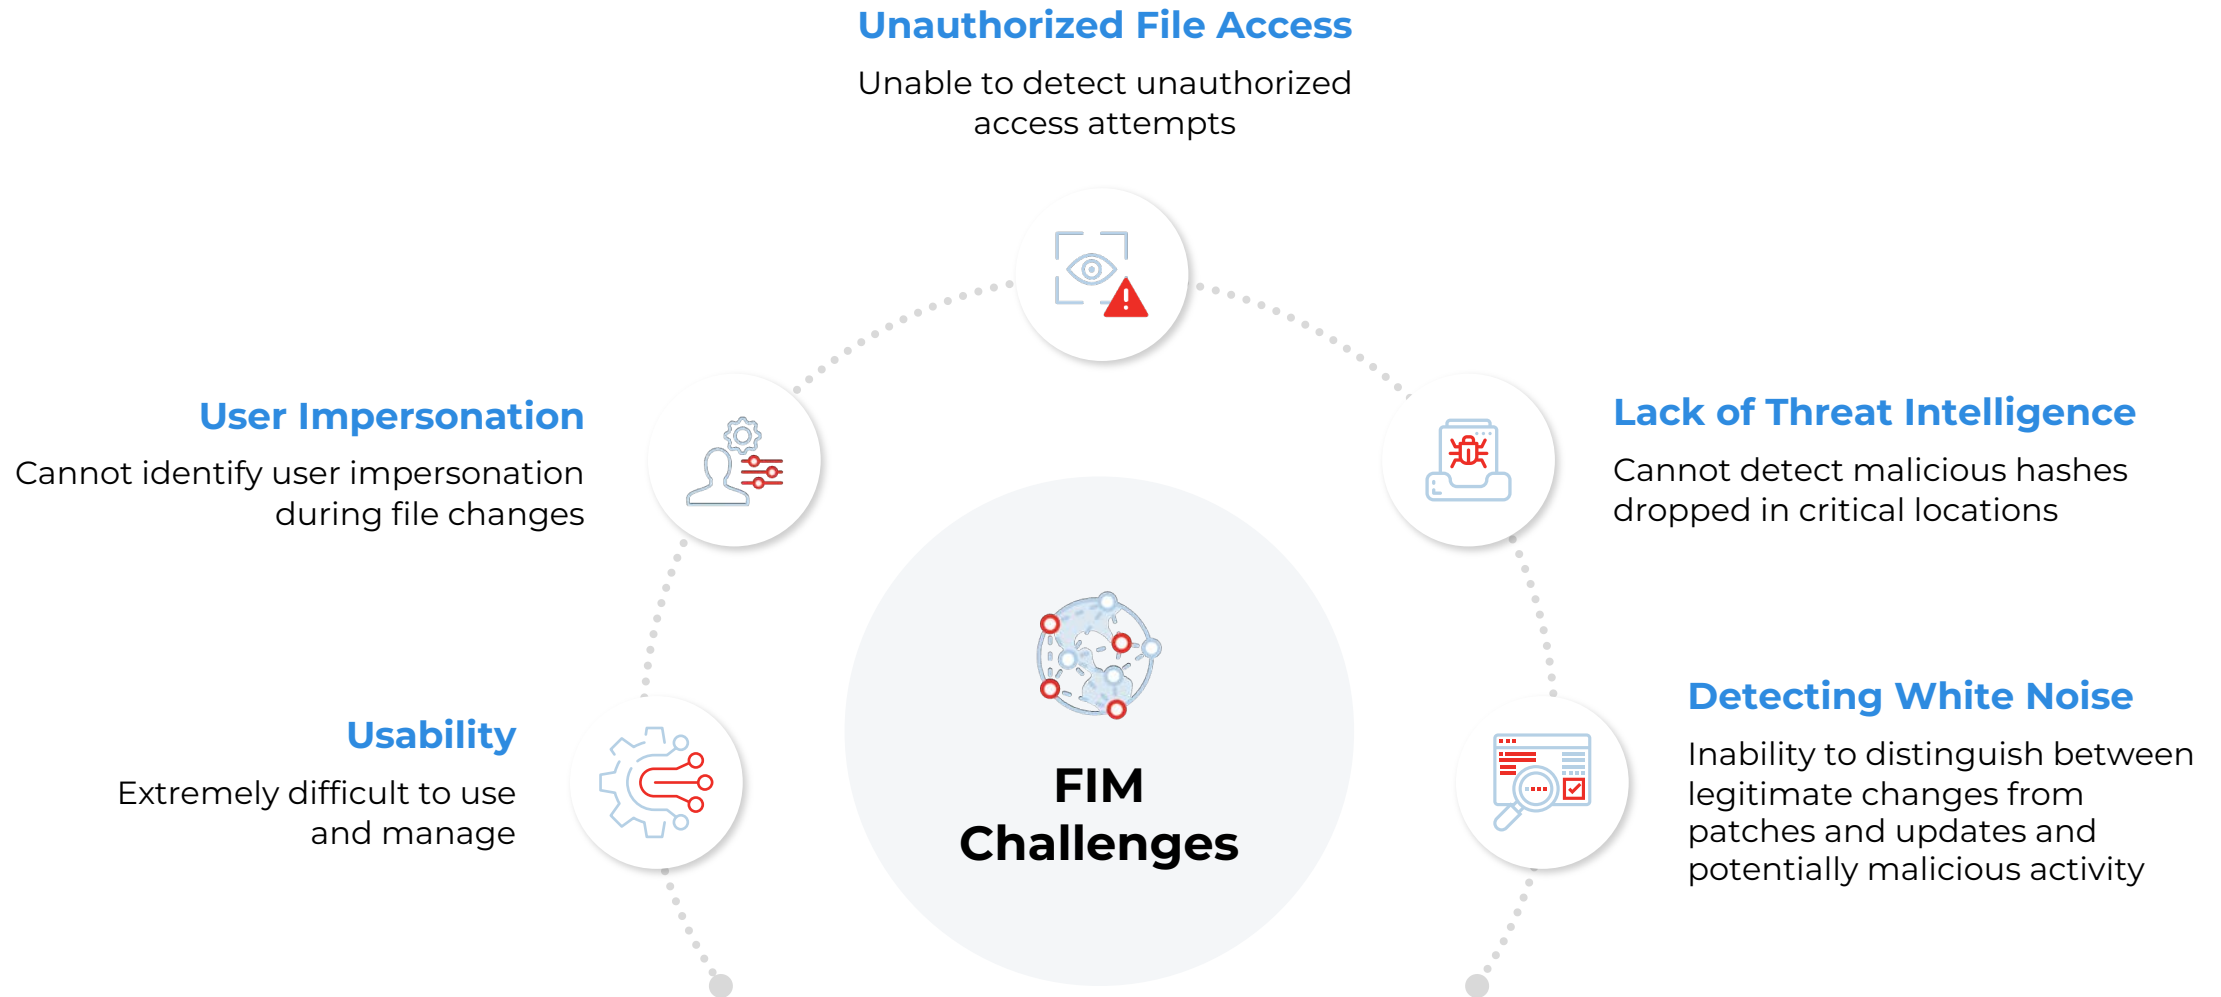 Unauthorized File Access
Unable to detect unauthorized
access attempts
User Impersonation
Cannot identify user impersonation
during file changes
Lack of Threat Intelligence
Cannot detect malicious hashes
dropped in critical locations
Usability
Extremely difficult to use
and manage
FIM
Challenges
Detecting White Noise
Inability to distinguish between
legitimate changes from
patches and updates and
potentially malicious activity